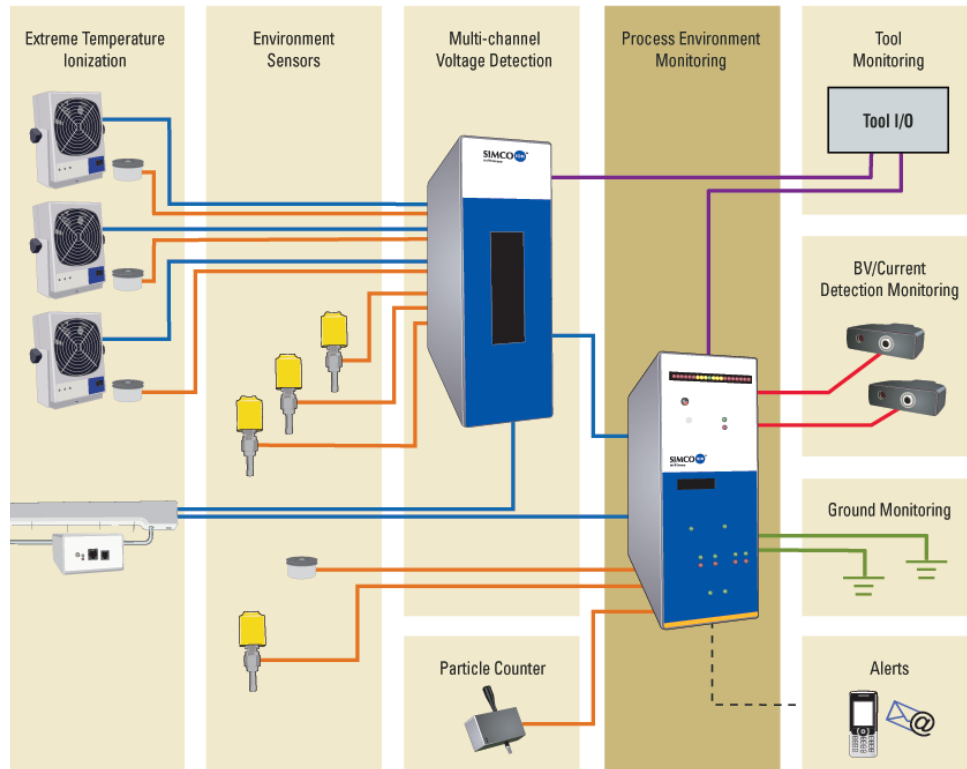 Extreme Temperature
Ionization
Environment
Sensors
Multi-channel
Voltage Detection
Process Environment
Monitoring
Tool
Monitoring
Tool I/O
SIMCO
BV/Current
Detection Monitoring
SIMCO
Ground Monitoring
Particle Counter
Alerts
@